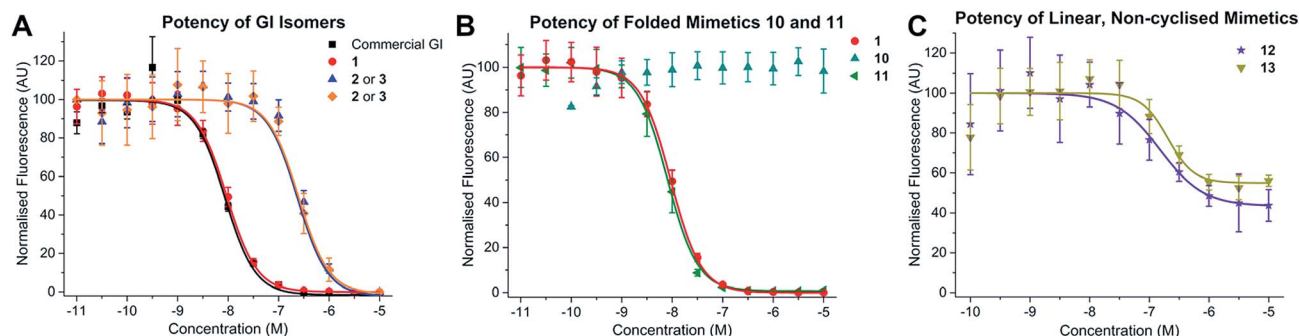 A
Potency of GI Isomers
Commercial GI
1
2 or 3
2 or 3
120
100
80
60
40
20
0
Normalised Fluorescence (AU)
-11 -10 -9 -8 -7 -6 -5
Concentration (M)
B
Potency of Folded Mimetics 10 and 11
1
10
11
100
80
60
40
20
0
Normalised Fluorescence (AU)
-11 -10 -9 -8 -7 -6 -5
Concentration (M)
C
Potency of Linear, Non-cyclised Mimetics
12
13
120
100
80
60
40
20
0
Normalised Fluorescence (AU)
-10 -9 -8 -7 -6 -5
Concentration (M)